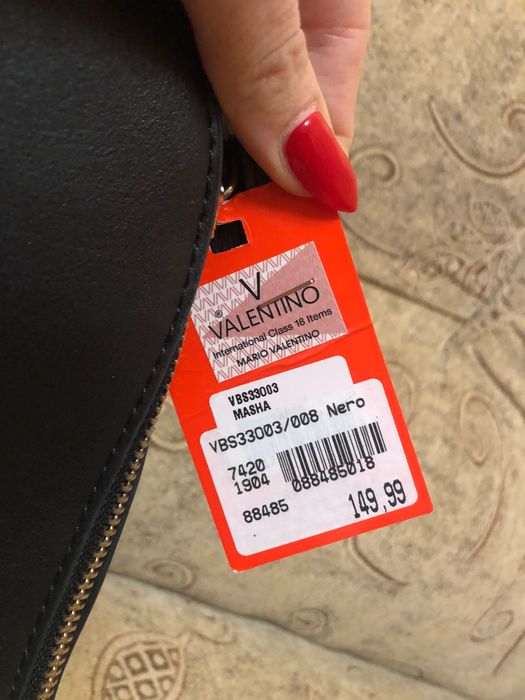 V
® VALENTINO
International Class 18 Items
MARIO VALENTINO
VBS33003
MASHA
VBS33003/008 Nero
7420
1904
088485018
88485
149,99